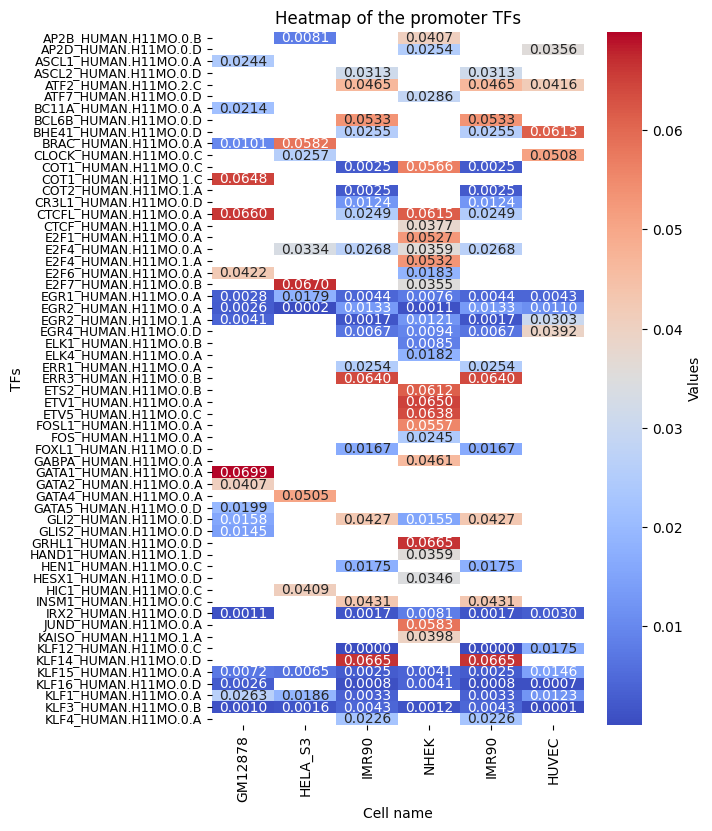 Heatmap of the promoter TFs
AP2B_HUMAN.H11MO.0.B 0.0081 0.0407
AP2D_HUMAN.H11MO.0.D 0.0254 0.0356
ASCL1_HUMAN.H11MO.0.A 0.0244
ASCL2_HUMAN.H11MO.0.D 0.0313 0.0313
ATF2_HUMAN.H11MO.2.C 0.0465 0.0465 0.0416
ATF7_HUMAN.H11MO.0.D 0.0286
BC11A_HUMAN.H11MO.0.A 0.0214
BCL6B_HUMAN.H11MO.0.D 0.0533 0.0533
BHE41_HUMAN.H11MO.0.D 0.0255 0.0255 0.0613
BRAC_HUMAN.H11MO.0.A 0.0101 0.0582
CLOCK_HUMAN.H11MO.0.C 0.0257 0.0508
COT1_HUMAN.H11MO.0.C 0.0025 0.0566 0.0025
COT1_HUMAN.H11MO.1.C 0.0648
COT2_HUMAN.H11MO.1.A 0.0025 0.0025
CR3L1_HUMAN.H11MO.0.D 0.0124 0.0124
CTCFL_HUMAN.H11MO.0.A 0.0660 0.0249 0.0615 0.0249
CTCF_HUMAN.H11MO.0.A 0.0377
E2F1_HUMAN.H11MO.0.A 0.0527
E2F4_HUMAN.H11MO.0.A 0.0334 0.0268 0.0359 0.0268
E2F4_HUMAN.H11MO.1.A 0.0532
E2F6_HUMAN.H11MO.0.A 0.0422 0.0183
E2F7_HUMAN.H11MO.0.B 0.0670 0.0355
EGR1_HUMAN.H11MO.0.A 0.0028 0.0179 0.0044 0.0076 0.0044 0.0043
EGR2_HUMAN.H11MO.0.A 0.0026 0.0002 0.0133 0.0011 0.0133 0.0110
EGR2_HUMAN.H11MO.1.A 0.0041 0.0017 0.0121 0.0017 0.0303
EGR4_HUMAN.H11MO.0.D 0.0067 0.0094 0.0067 0.0392
ELK1_HUMAN.H11MO.0.B 0.0085
ELK4_HUMAN.H11MO.0.A 0.0182
ERR1_HUMAN.H11MO.0.A 0.0254 0.0254
ERR3_HUMAN.H11MO.0.B 0.0640 0.0640
ETS2_HUMAN.H11MO.0.B 0.0612
ETV1_HUMAN.H11MO.0.A 0.0650
ETV5_HUMAN.H11MO.0.C 0.0638
FOSL1_HUMAN.H11MO.0.A 0.0557
FOS_HUMAN.H11MO.0.A 0.0245
FOXL1_HUMAN.H11MO.0.D 0.0167 0.0167
GABPA_HUMAN.H11MO.0.A 0.0461
GATA1_HUMAN.H11MO.0.A 0.0699
GATA2_HUMAN.H11MO.0.A 0.0407
GATA4_HUMAN.H11MO.0.A 0.0505
GATA5_HUMAN.H11MO.0.D 0.0199
GLI2_HUMAN.H11MO.0.D 0.0158 0.0427 0.0155 0.0427
GLIS2_HUMAN.H11MO.0.D 0.0145
GRHL1_HUMAN.H11MO.0.D 0.0665
HAND1_HUMAN.H11MO.1.D 0.0359
HEN1_HUMAN.H11MO.0.C 0.0175 0.0175
HESX1_HUMAN.H11MO.0.D 0.0346
HIC1_HUMAN.H11MO.0.C 0.0409
INSM1_HUMAN.H11MO.0.C 0.0431 0.0431
IRX2_HUMAN.H11MO.0.D 0.0011 0.0017 0.0081 0.0017 0.0030
JUND_HUMAN.H11MO.0.A 0.0583
KAISO_HUMAN.H11MO.1.A 0.0398
KLF12_HUMAN.H11MO.0.C 0.0000 0.0000 0.0175
KLF14_HUMAN.H11MO.0.D 0.0665 0.0665
KLF15_HUMAN.H11MO.0.A 0.0072 0.0065 0.0025 0.0041 0.0025 0.0146
KLF16_HUMAN.H11MO.0.D 0.0026 0.0008 0.0041 0.0008 0.0007
KLF1_HUMAN.H11MO.0.A 0.0263 0.0186 0.0033 0.0033 0.0123
KLF3_HUMAN.H11MO.0.B 0.0010 0.0016 0.0043 0.0012 0.0043 0.0001
KLF4_HUMAN.H11MO.0.A 0.0226 0.0226
GM12878 HELA_S3 IMR90 NHEK IMR90 HUVEC
Cell name
TFs
0.06
0.05
0.04
0.03
0.02
0.01
Values